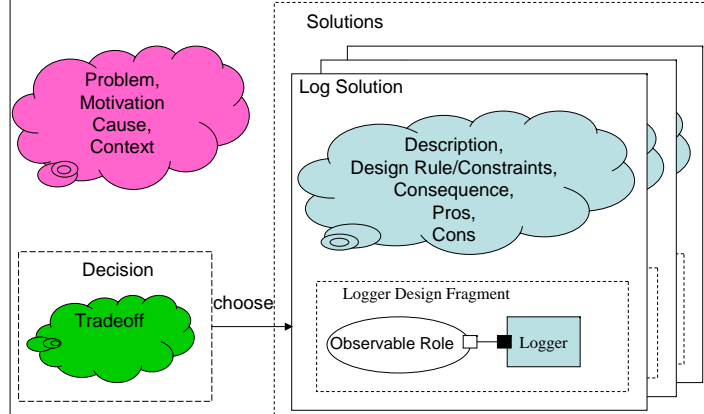 Solutions
Problem,
Motivation
Cause,
Context
Log Solution
Description,
Design Rule/Constraints,
Consequence,
Pros,
Cons
Decision
Tradeoff
choose
Logger Design Fragment
Observable Role
Logger